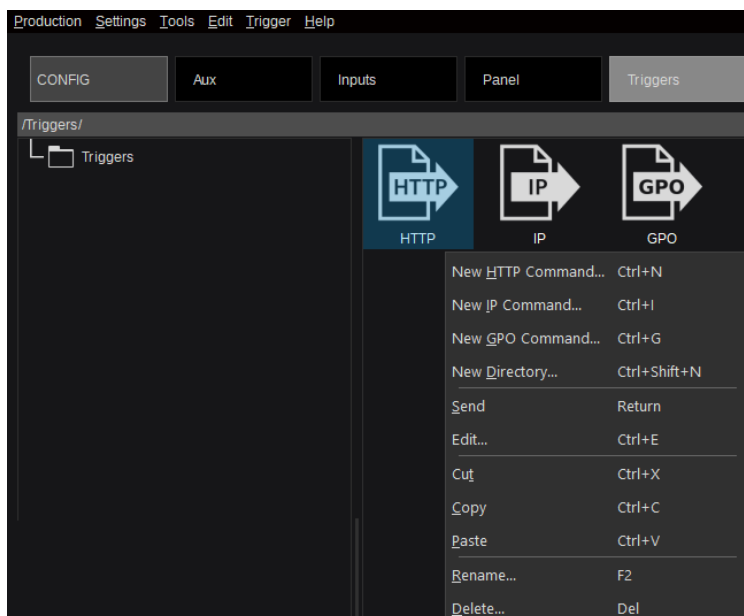 Production Settings Tools Edit Trigger Help
CONFIG Aux Inputs Panel Triggers
/Triggers/
Triggers
HTTP IP GPO
HTTP IP GPO
New HTTP Command... Ctrl+N
New IP Command... Ctrl+I
New GPO Command... Ctrl+G
New Directory... Ctrl+Shift+N
Send Return
Edit... Ctrl+E
Cut Ctrl+X
Copy Ctrl+C
Paste Ctrl+V
Rename... F2
Delete... Del